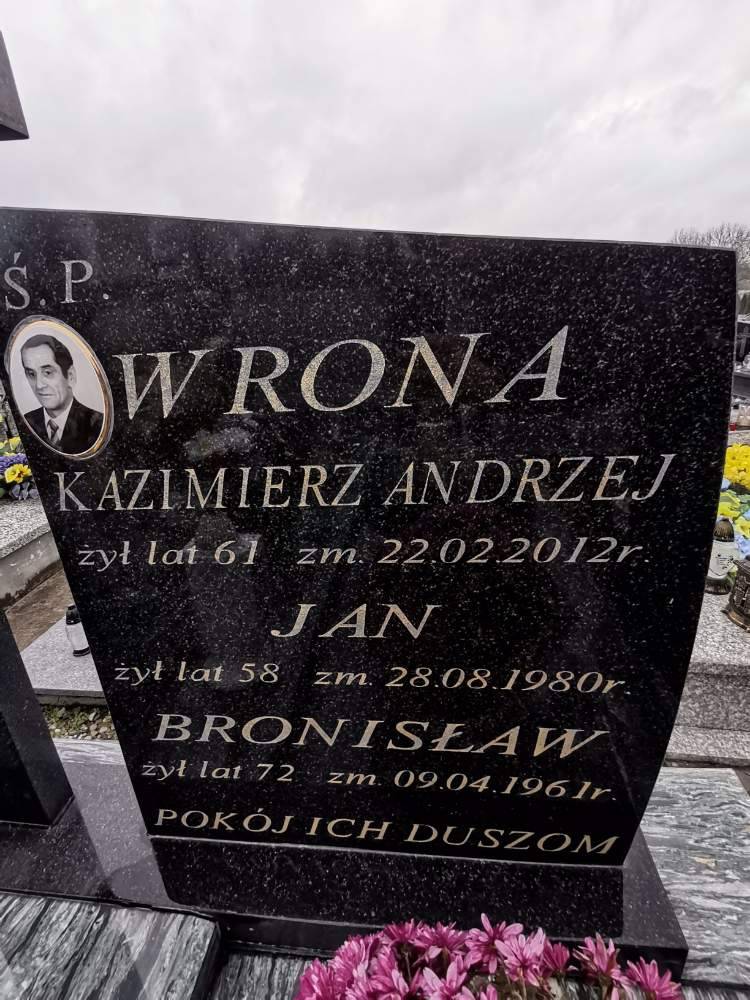 Ś.P.
WRONA
KAZIMIERZ ANDRZEJ
żył lat 61 zm. 22.02.2012r.
JAN
żył lat 58 zm. 28.08.1980r.
BRONISŁAW
żył lat 72 zm. 09.04.1961r.
POKÓJ ICH DUSZOM